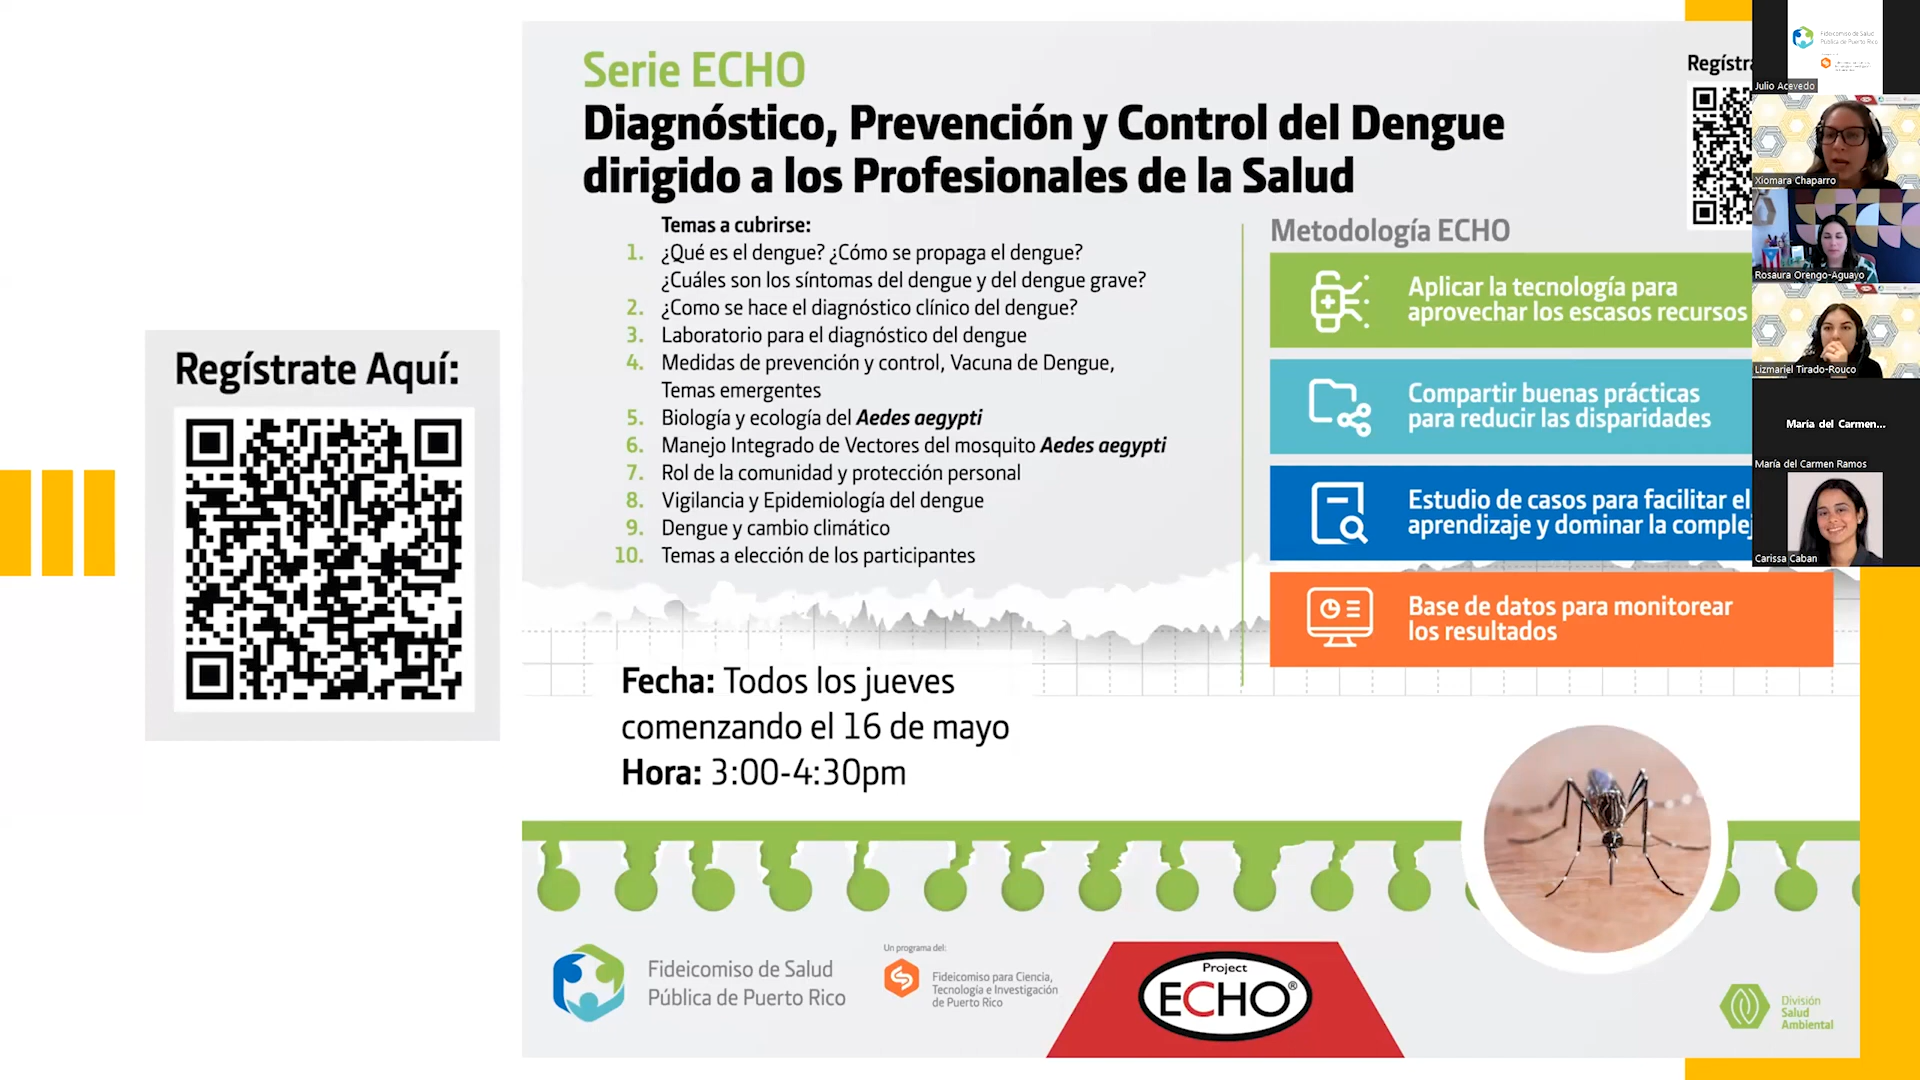 Regístrate Aquí:
Serie ECHO
Diagnóstico, Prevención y Control del Dengue
dirigido a los Profesionales de la Salud
Temas a cubrirse:
1. ¿Qué es el dengue? ¿Cómo se propaga el dengue?
¿Cuáles son los síntomas del dengue y del dengue grave?
2. ¿Como se hace el diagnóstico clínico del dengue?
3. Laboratorio para el diagnóstico del dengue
4. Medidas de prevención y control, Vacuna de Dengue,
Temas emergentes
5. Biología y ecología del Aedes aegypti
6. Manejo Integrado de Vectores del mosquito Aedes aegypti
7. Rol de la comunidad y protección personal
8. Vigilancia y Epidemiología del dengue
9. Dengue y cambio climático
10. Temas a elección de los participantes
Fecha: Todos los jueves
comenzando el 16 de mayo
Hora: 3:00-4:30pm
Regístra
Metodología ECHO
Aplicar la tecnología para
aprovechar los escasos recursos
Compartir buenas prácticas
para reducir las disparidades
Estudio de casos para facilitar el
aprendizaje y dominar la complej
Base de datos para monitorear
los resultados
Fideicomiso de Salud
Pública de Puerto Rico
Un programa del:
Fideicomiso para Ciencia,
Tecnología e Investigación
de Puerto Rico
Project
ECHO®
División
Salud
Ambiental
Fideicomiso de Salud
Pública de Puerto Rico
Julio Acevedo
Xiomara Chaparro
Rosaura Orengo-Aguayo
Lizmariel Tirado-Rouco
María del Carmen...
María del Carmen Ramos
Carissa Caban